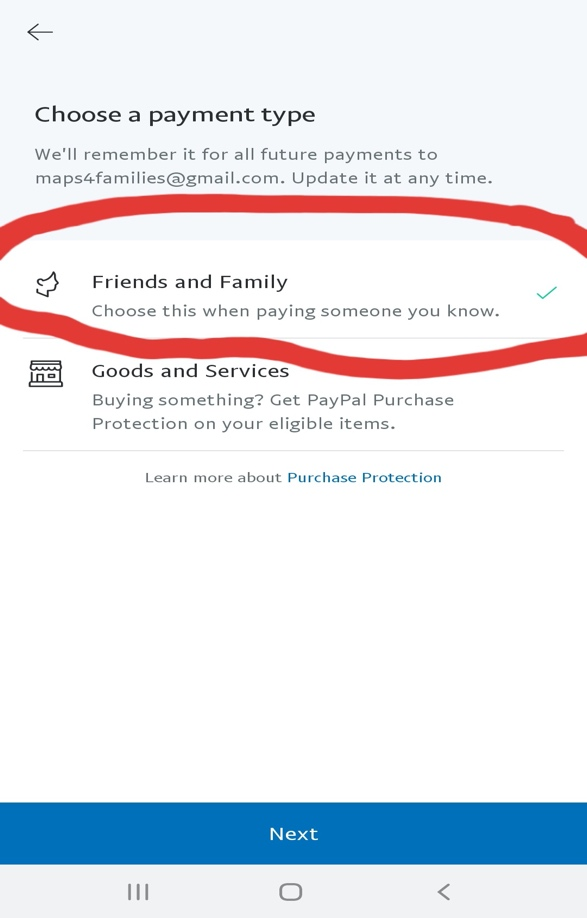 Choose a payment type
We'll remember it for all future payments to
maps4families@gmail.com. Update it at any time.
Friends and Family
Choose this when paying someone you know.
Goods and Services
Buying something? Get PayPal Purchase
Protection on your eligible items.
Learn more about Purchase Protection
Next